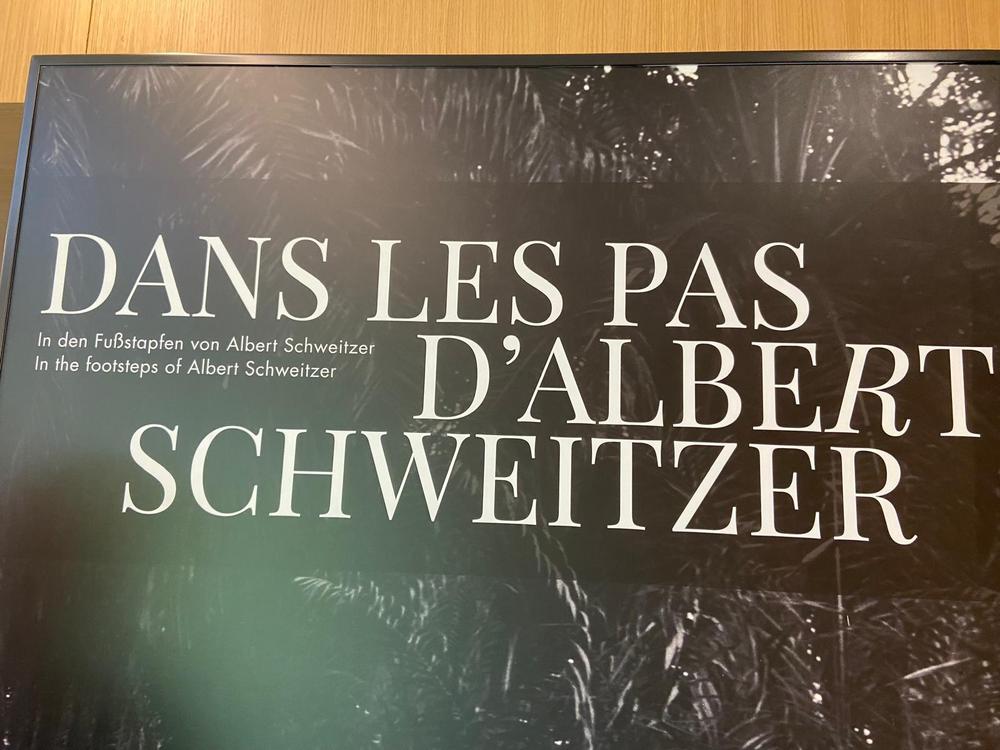 DANS LES PAS
In den Fußstapfen von Albert Schweitzer
In the footsteps of Albert Schweitzer
D’ALBERT
SCHWEITZER